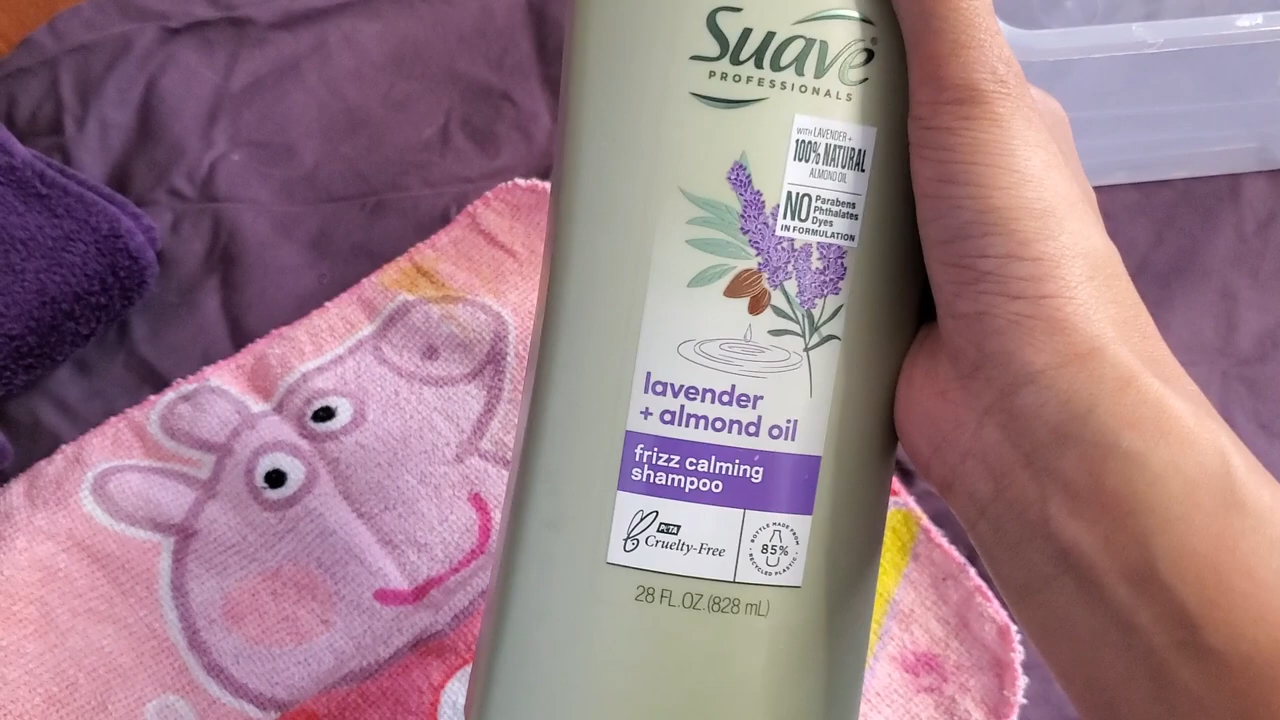 Suave®
PROFESSIONALS
WITH LAVENDER +
100% NATURAL
ALMOND OIL
NO Parabens
Phthalates
Dyes
IN FORMULATION
lavender
+ almond oil
frizz calming
shampoo
PETA
Cruelty-Free
BOTTLE MADE FROM
85%
RECYCLED PLASTIC
28 FL.OZ.(828 mL)